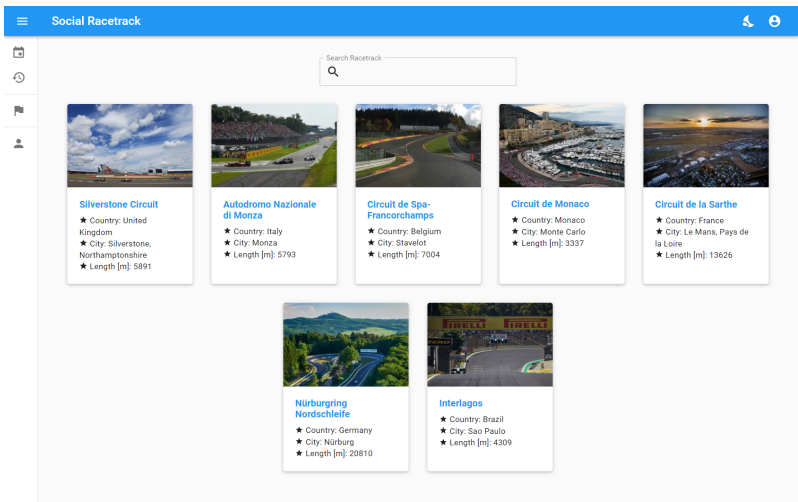 Social Racetrack
Search Racetrack
Silverstone Circuit
★ Country: United
Kingdom
★ City: Silverstone,
Northamptonshire
★ Length [m]: 5891
Autodromo Nazionale
di Monza
★ Country: Italy
★ City: Monza
★ Length [m]: 5793
Circuit de Spa-
Francorchamps
★ Country: Belgium
★ City: Stavelot
★ Length [m]: 7004
Circuit de Monaco
★ Country: Monaco
★ City: Monte Carlo
★ Length [m]: 3337
Circuit de la Sarthe
★ Country: France
★ City: Le Mans, Pays de
la Loire
★ Length [m]: 13626
Nürburgring
Nordschleife
★ Country: Germany
★ City: Nürburg
★ Length [m]: 20810
IRELLI
IRELLI
ZERO
Interlagos
★ Country: Brazil
★ City: Sao Paulo
★ Length [m]: 4309